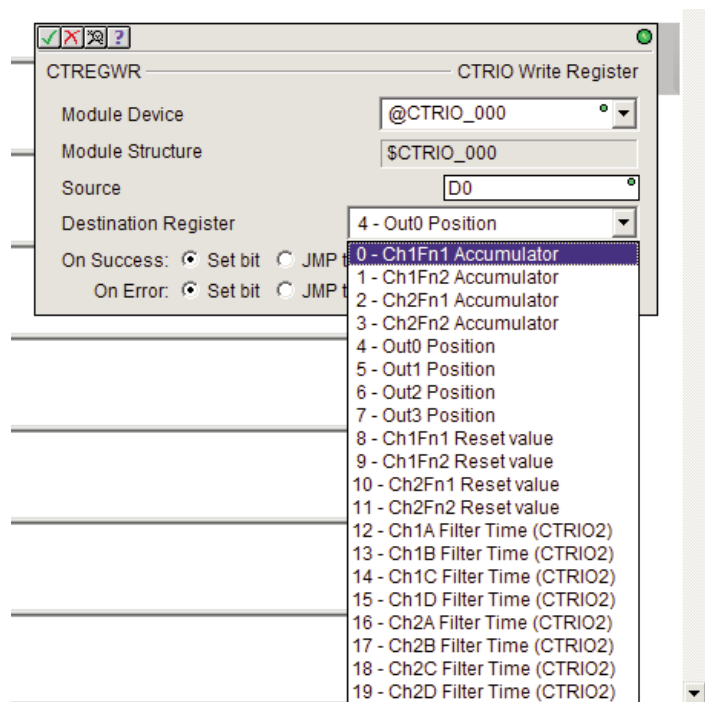 ?
CTREGWR CTRIO Write Register
Module Device @CTRIO_000
Module Structure $CTRIO_000
Source D0
Destination Register 4 - Out0 Position
On Success: Set bit JMP t
On Error: Set bit JMP t
0 - Ch1Fn1 Accumulator
1 - Ch1Fn2 Accumulator
2 - Ch2Fn1 Accumulator
3 - Ch2Fn2 Accumulator
4 - Out0 Position
5 - Out1 Position
6 - Out2 Position
7 - Out3 Position
8 - Ch1Fn1 Reset value
9 - Ch1Fn2 Reset value
10 - Ch2Fn1 Reset value
11 - Ch2Fn2 Reset value
12 - Ch1A Filter Time (CTRIO2)
13 - Ch1B Filter Time (CTRIO2)
14 - Ch1C Filter Time (CTRIO2)
15 - Ch1D Filter Time (CTRIO2)
16 - Ch2A Filter Time (CTRIO2)
17 - Ch2B Filter Time (CTRIO2)
18 - Ch2C Filter Time (CTRIO2)
19 - Ch2D Filter Time (CTRIO2)